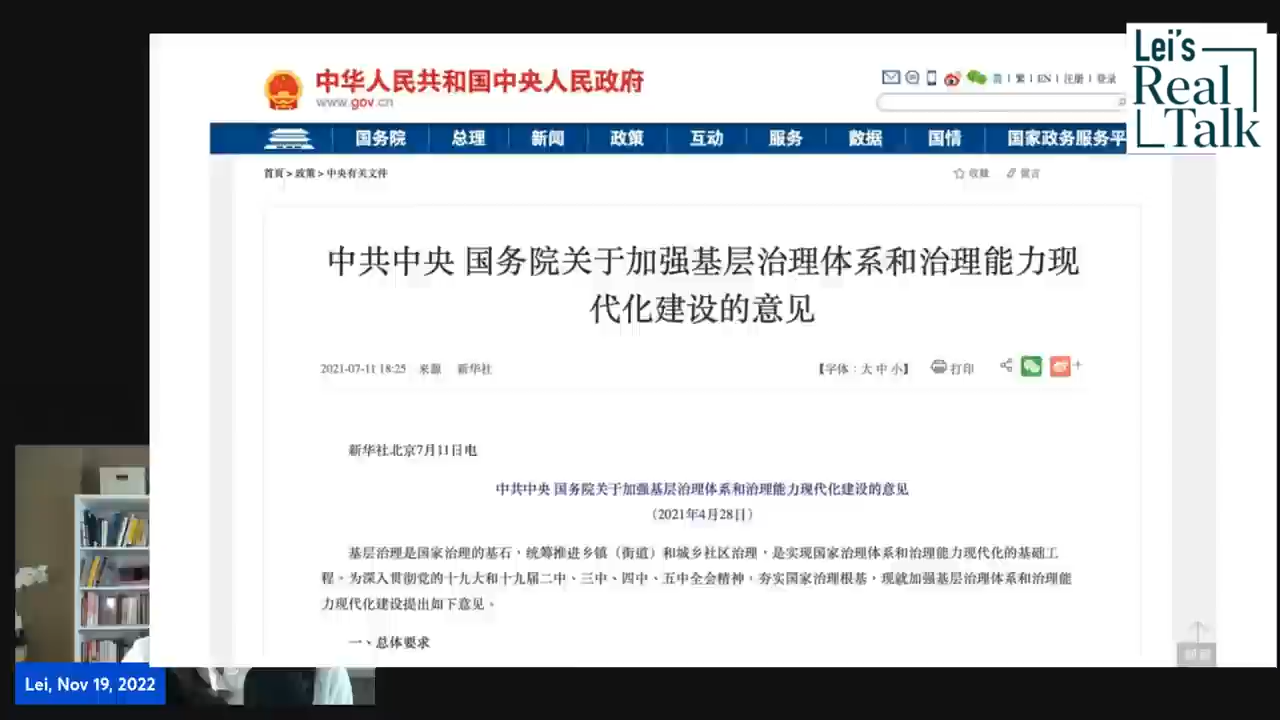 Lei's
Real
Talk
中华人民共和国中央人民政府
www.gov.cn
简 | 繁 | EN | 注册 | 登录
国务院 总理 新闻 政策 互动 服务 数据 国情 国家政务服务平
首页 > 政策 > 中央有关文件
收藏 留言
中共中央 国务院关于加强基层治理体系和治理能力现
代化建设的意见
2021-07-11 18:25 来源 新华社
【字体：大 中 小】 打印
新华社北京7月11日电
中共中央 国务院关于加强基层治理体系和治理能力现代化建设的意见
（2021年4月28日）
基层治理是国家治理的基石，统筹推进乡镇（街道）和城乡社区治理，是实现国家治理体系和治理能力现代化的基础工
程。为深入贯彻党的十九大和十九届二中、三中、四中、五中全会精神，夯实国家治理根基，现就加强基层治理体系和治理能
力现代化建设提出如下意见。
一、总体要求
Lei, Nov 19, 2022